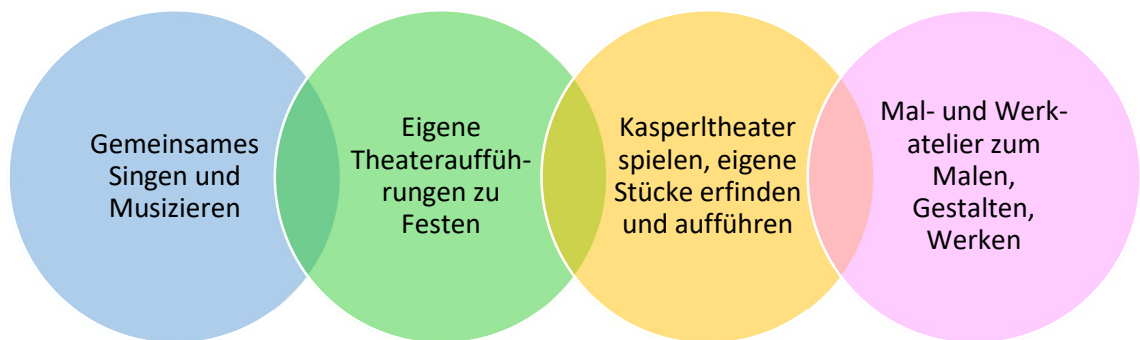 Gemeinsames
Singen und
Musizieren
Eigene
Theaterauffüh-
rungen zu
Festen
Kasperltheater
spielen, eigene
Stücke erfinden
und aufführen
Mal- und Werk-
atelier zum
Malen,
Gestalten,
Werken